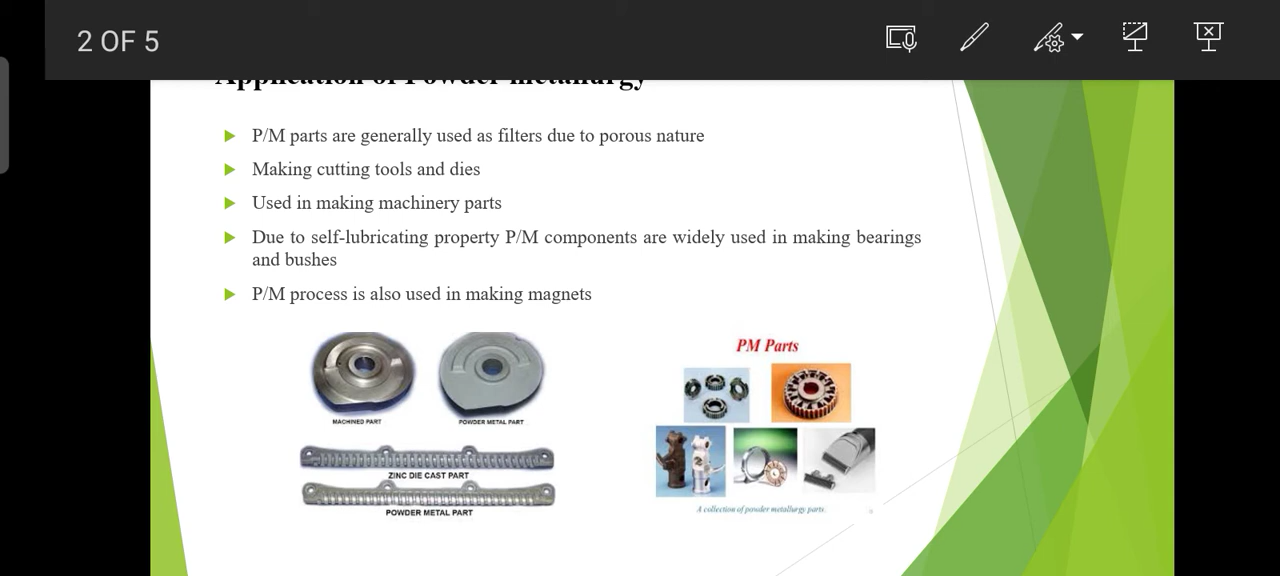 2 OF 5
Application of Powder metallurgy
P/M parts are generally used as filters due to porous nature
Making cutting tools and dies
Used in making machinery parts
Due to self-lubricating property P/M components are widely used in making bearings
and bushes
P/M process is also used in making magnets
MACHINED PART
POWDER METAL PART
ZINC DIE CAST PART
POWDER METAL PART
PM Parts
A collection of powder metallurgy parts.